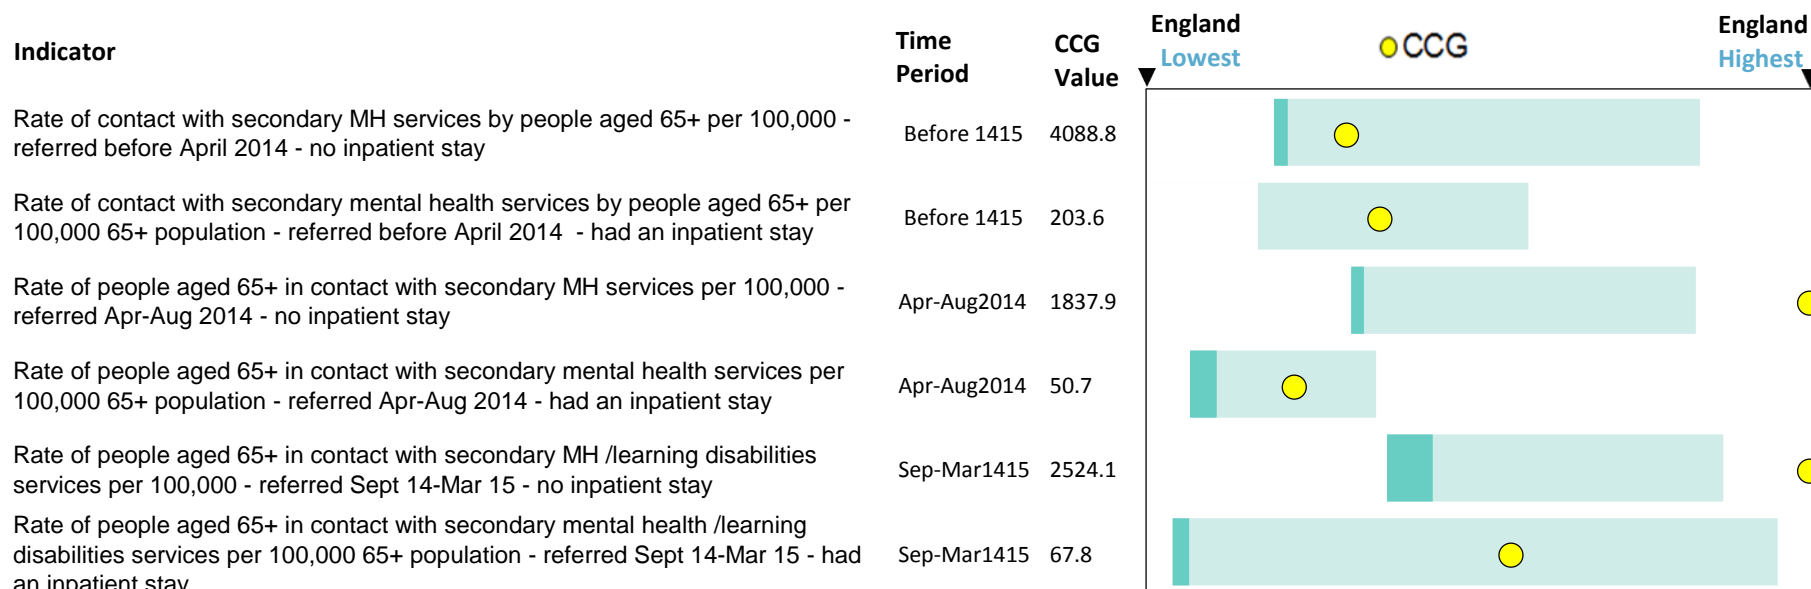 Indicator
Time
Period
CCG
Value
England
Lowest
CCG
England
Highest
Rate of contact with secondary MH services by people aged 65+ per 100,000 -
referred before April 2014 - no inpatient stay
Before 1415
4088.8
Rate of contact with secondary mental health services by people aged 65+ per
100,000 65+ population - referred before April 2014  - had an inpatient stay
Before 1415
203.6
Rate of people aged 65+ in contact with secondary MH services per 100,000 -
referred Apr-Aug 2014 - no inpatient stay
Apr-Aug2014
1837.9
Rate of people aged 65+ in contact with secondary mental health services per
100,000 65+ population - referred Apr-Aug 2014 - had an inpatient stay
Apr-Aug2014
50.7
Rate of people aged 65+ in contact with secondary MH /learning disabilities
services per 100,000 - referred Sept 14-Mar 15 - no inpatient stay
Sep-Mar1415
2524.1
Rate of people aged 65+ in contact with secondary mental health /learning
disabilities services per 100,000 65+ population - referred Sept 14-Mar 15 - had
an inpatient stay
Sep-Mar1415
67.8